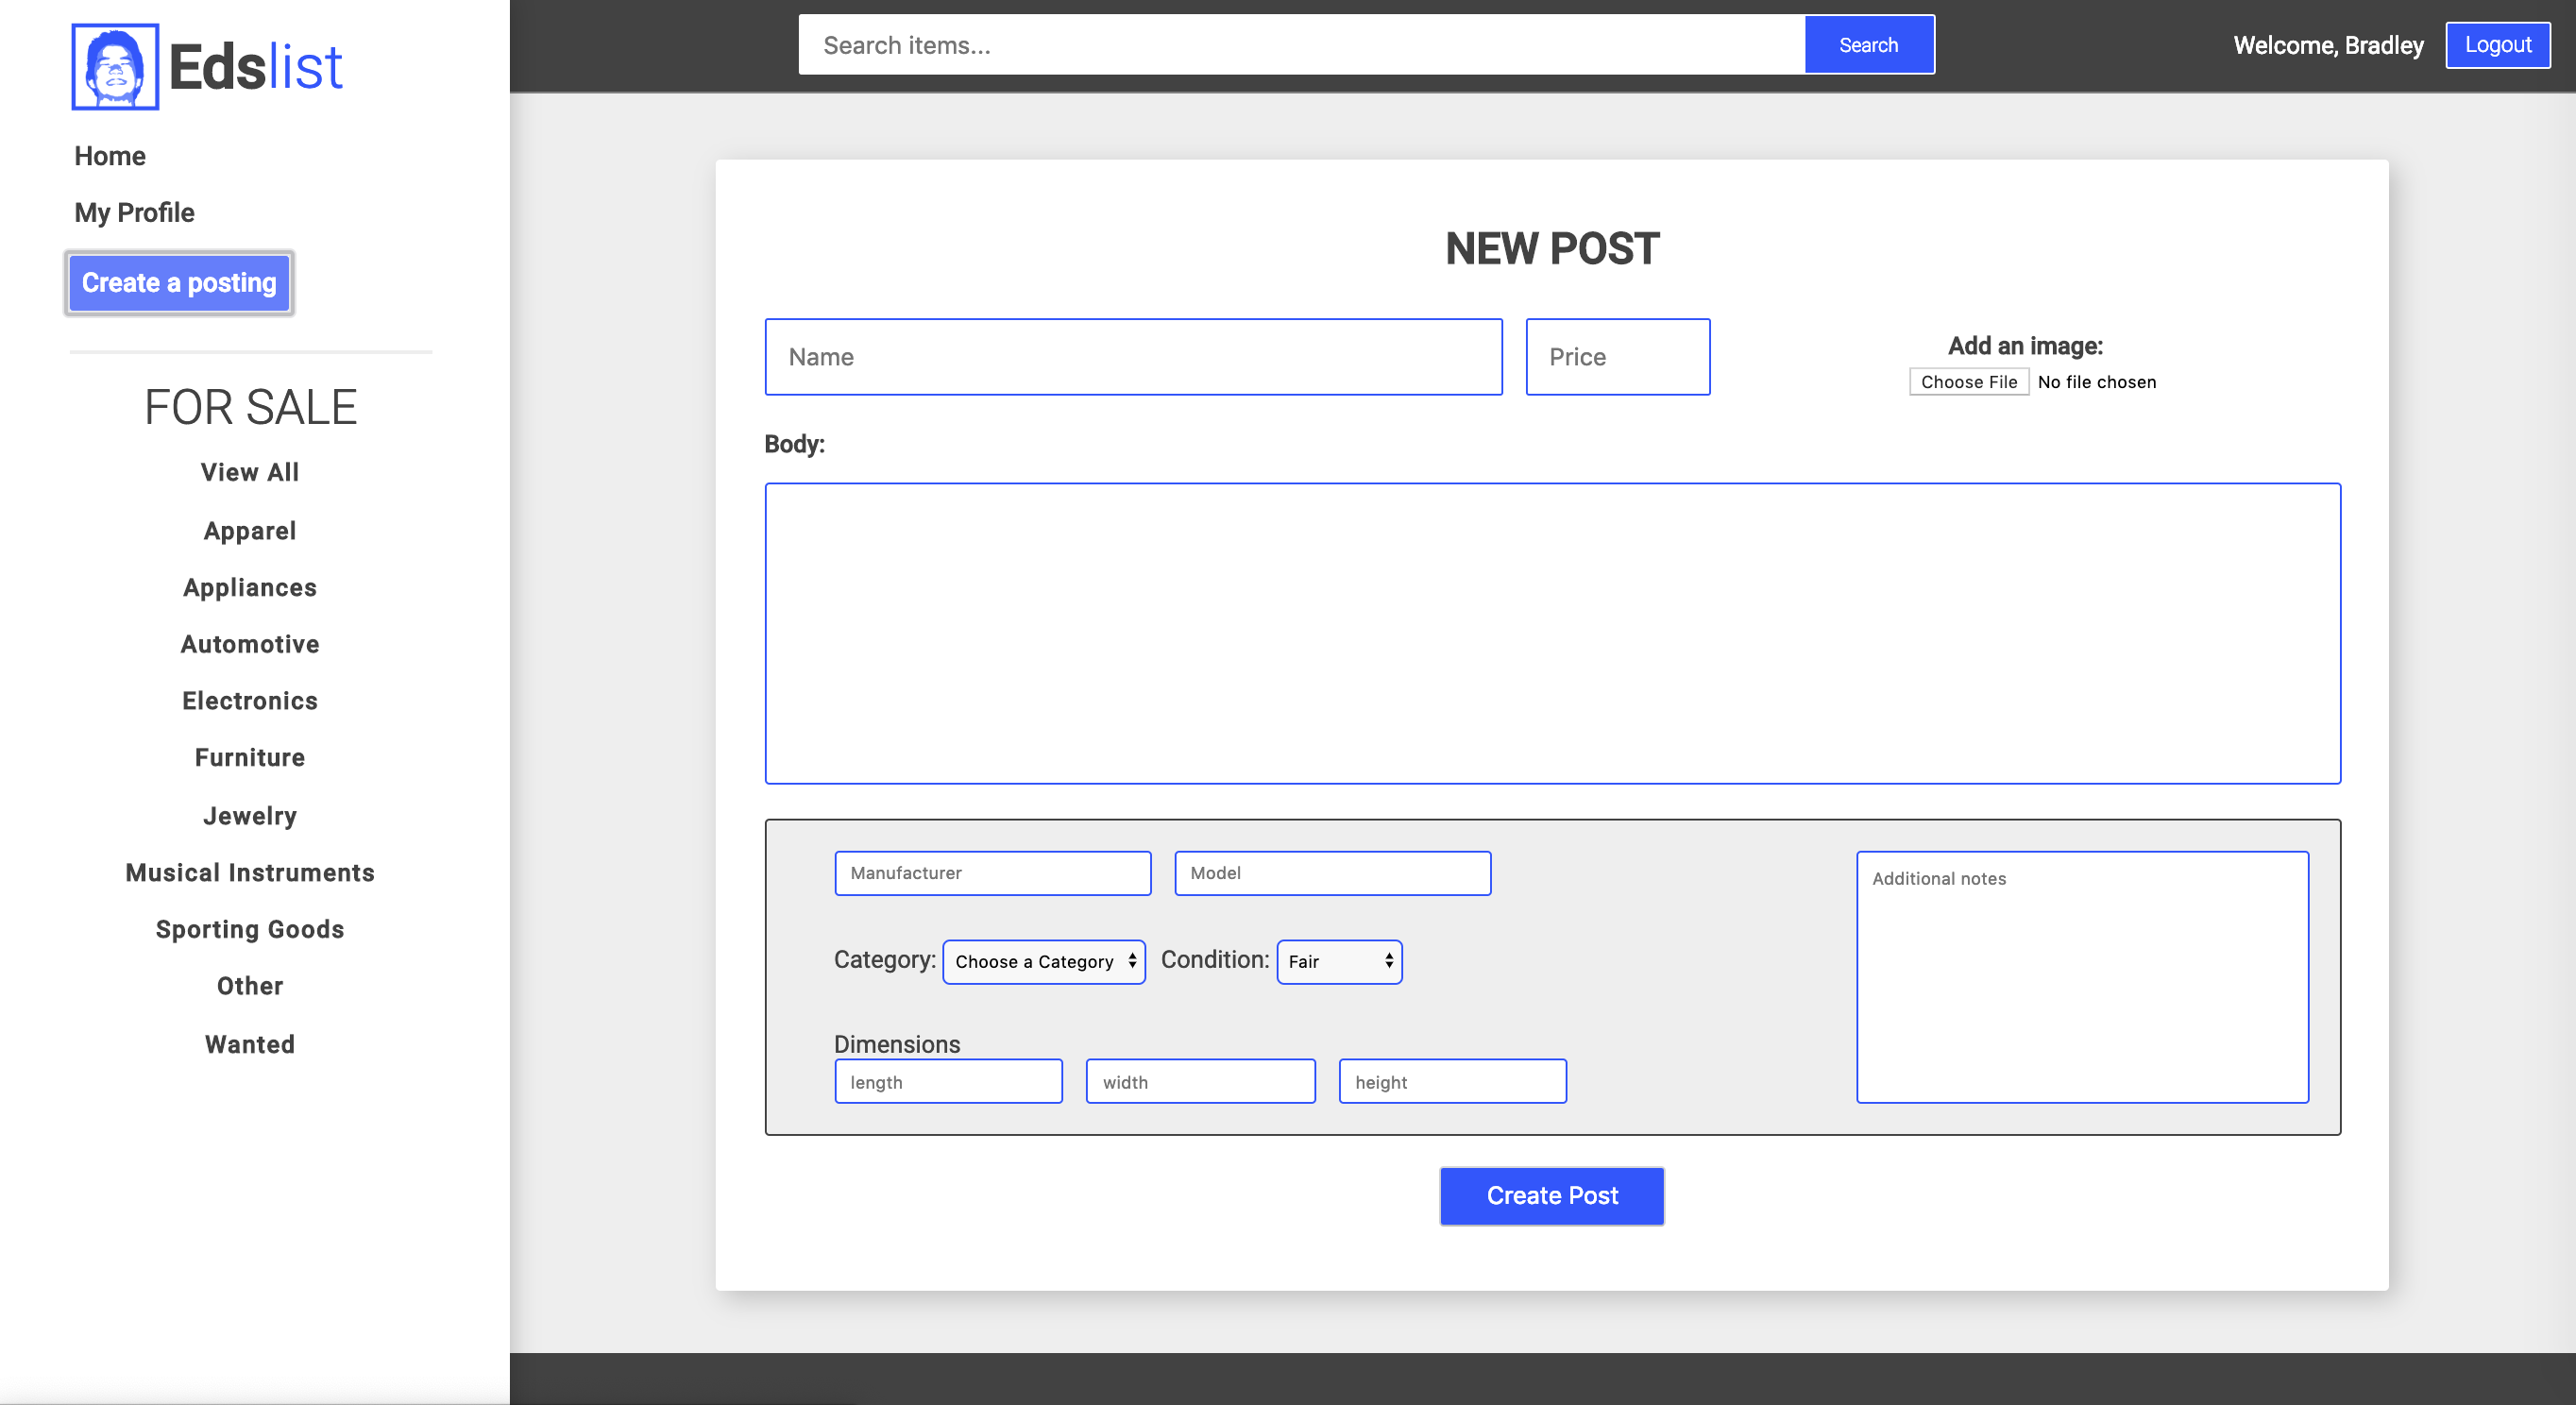 Edslist
Home
My Profile
Create a posting
FOR SALE
View All
Apparel
Appliances
Automotive
Electronics
Furniture
Jewelry
Musical Instruments
Sporting Goods
Other
Wanted
Search items...
Search
Welcome, Bradley
Logout
NEW POST
Name
Price
Add an image:
Choose File No file chosen
Body:
Manufacturer
Model
Additional notes
Category: Choose a Category Condition: Fair
Dimensions
length
width
height
Create Post